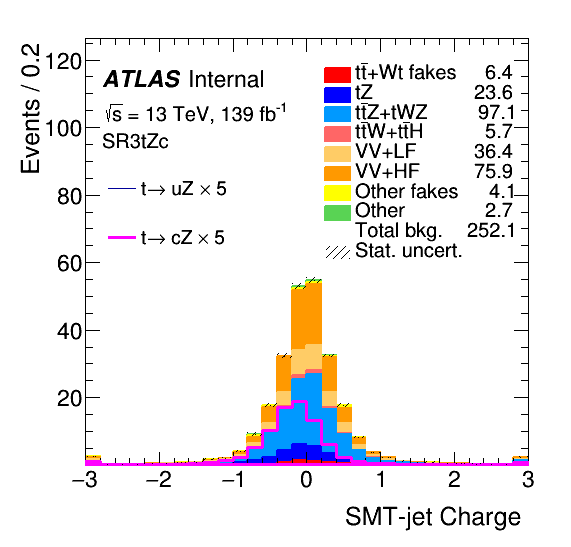 Events / 0.2
120
100
80
60
40
20
ATLAS Internal
√s = 13 TeV, 139 fb⁻¹
SR3tZc
t→ uZ × 5
t→ cZ × 5
tt̄+Wt fakes 6.4
tZ 23.6
tt̄Z+tWZ 97.1
tt̄W+tt̄H 5.7
VV+LF 36.4
VV+HF 75.9
Other fakes 4.1
Other 2.7
Total bkg. 252.1
Stat. uncert.
−3 −2 −1 0 1 2 3
SMT-jet Charge